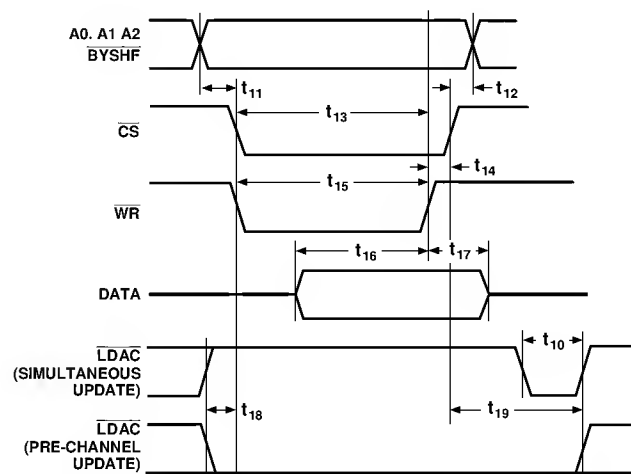 A0. A1 A2
BYSHF
t11
t12
t13
CS
t14
t15
WR
t16
t17
DATA
t10
LDAC
(SIMULTANEOUS
UPDATE)
t18
t19
LDAC
(PRE-CHANNEL
UPDATE)